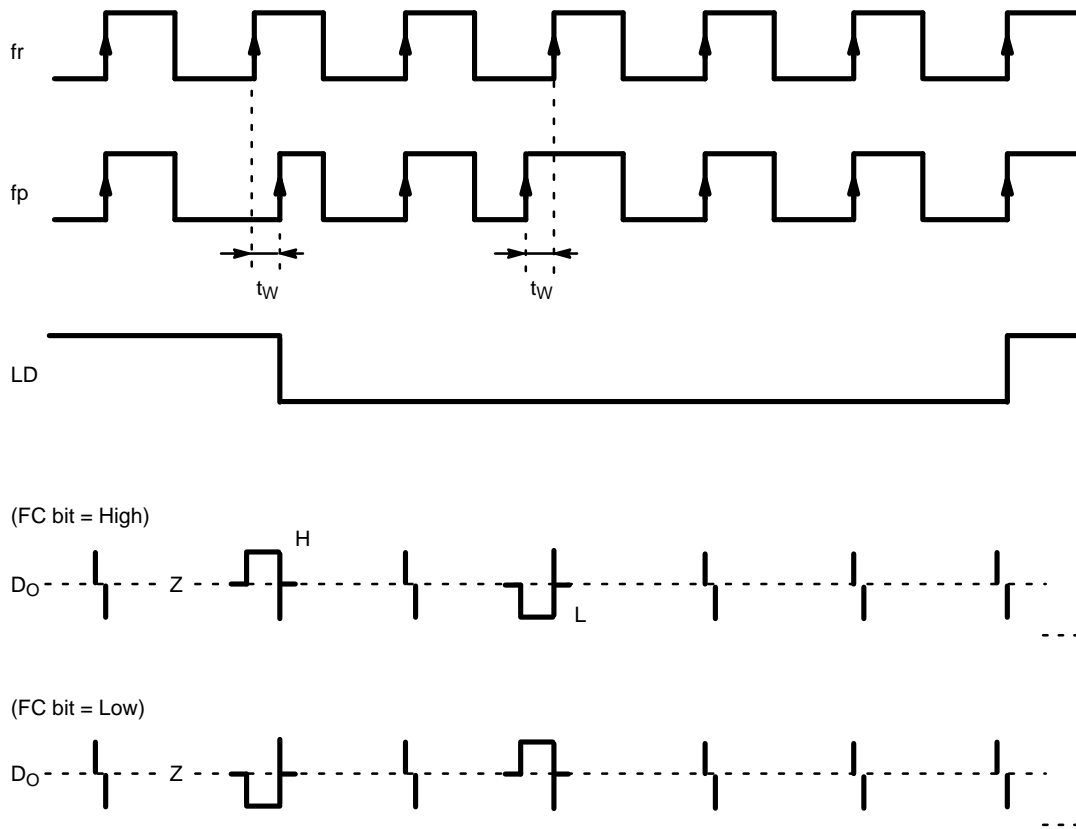 fr
fp
tW tW
LD
(FC bit = High)
H
DO Z
L
(FC bit = Low)
DO Z